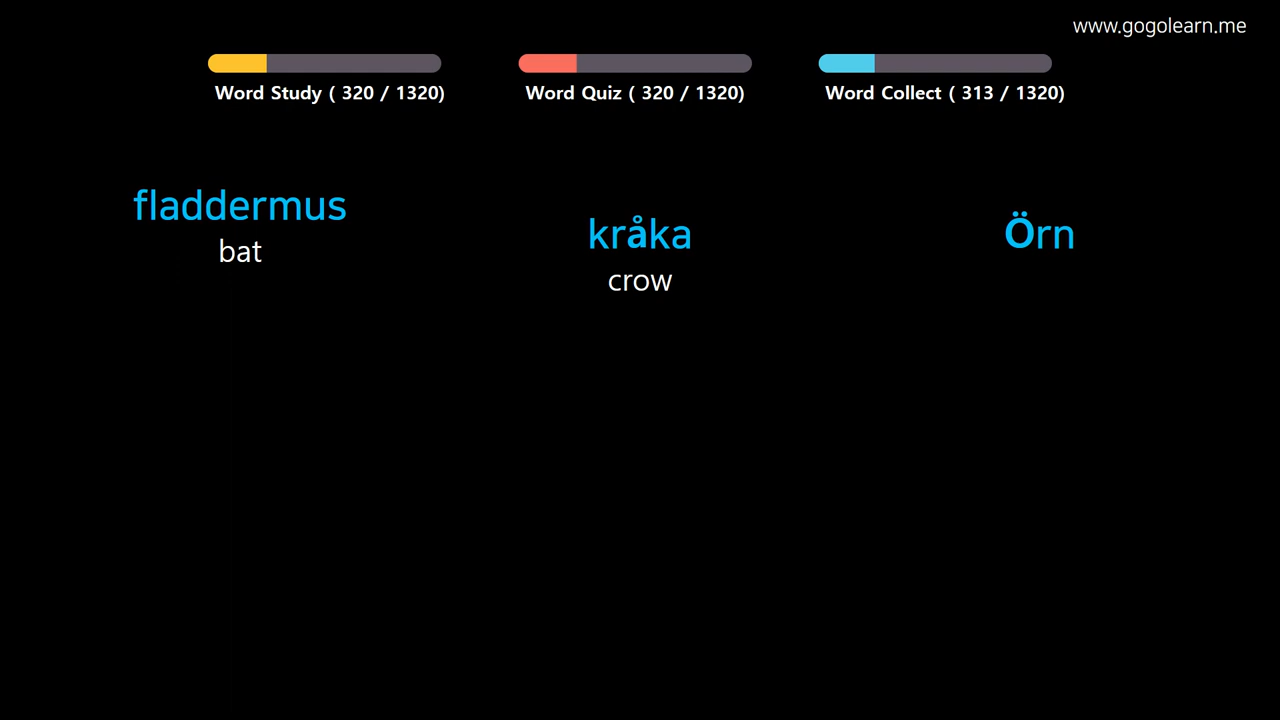 www.gogolearn.me
Word Study ( 320 / 1320)
Word Quiz ( 320 / 1320)
Word Collect ( 313 / 1320)
fladdermus
bat
kråka
crow
Örn